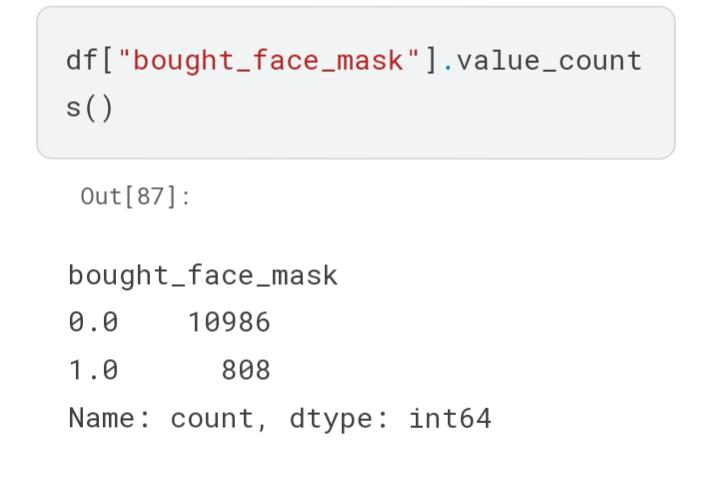 df["bought_face_mask"].value_count
s()
Out[87]:
bought_face_mask
0.0    10986
1.0      808
Name: count, dtype: int64